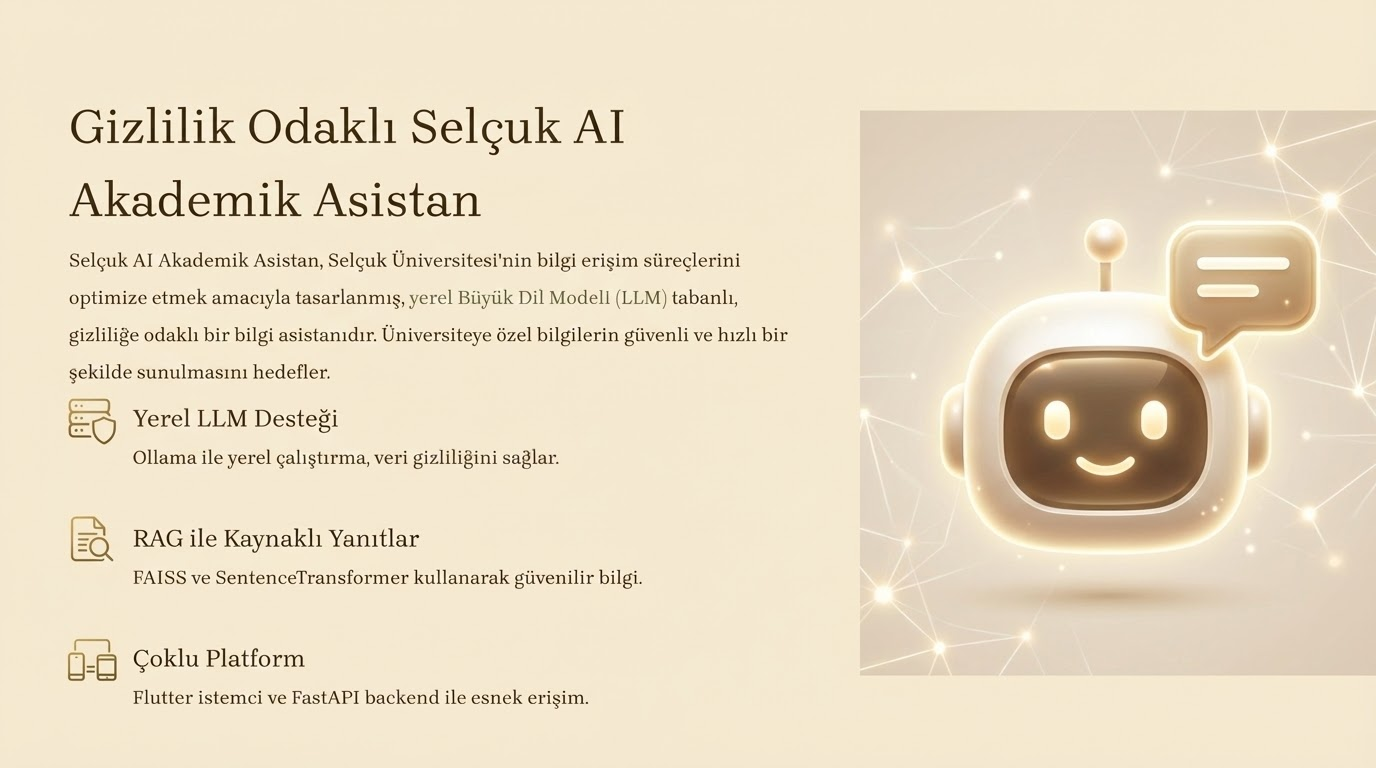 Gizlilik Odaklı Selçuk AI
Akademik Asistan
Selçuk AI Akademik Asistan, Selçuk Üniversitesi'nin bilgi erişim süreçlerini
optimize etmek amacıyla tasarlanmış, yerel Büyük Dil Modeli (LLM) tabanlı,
gizliliğe odaklı bir bilgi asistanıdır. Üniversiteye özel bilgilerin güvenli ve hızlı bir
şekilde sunulmasını hedefler.
Yerel LLM Desteği
Ollama ile yerel çalıştırma, veri gizliliğini sağlar.
RAG ile Kaynaklı Yanıtlar
FAISS ve SentenceTransformer kullanarak güvenilir bilgi.
Çoklu Platform
Flutter istemci ve FastAPI backend ile esnek erişim.